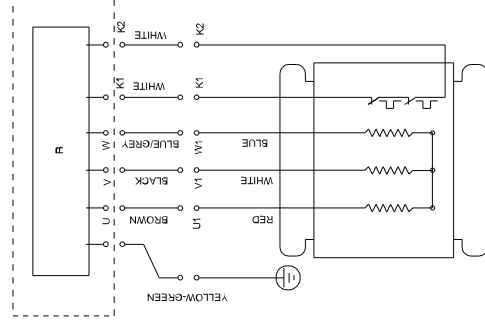 K2 WHITE K2
K1 WHITE K1
W BLUE/GREY W1 BLUE
R
V BLACK V1 WHITE
U BROWN U1 RED
YELLOW-GREEN